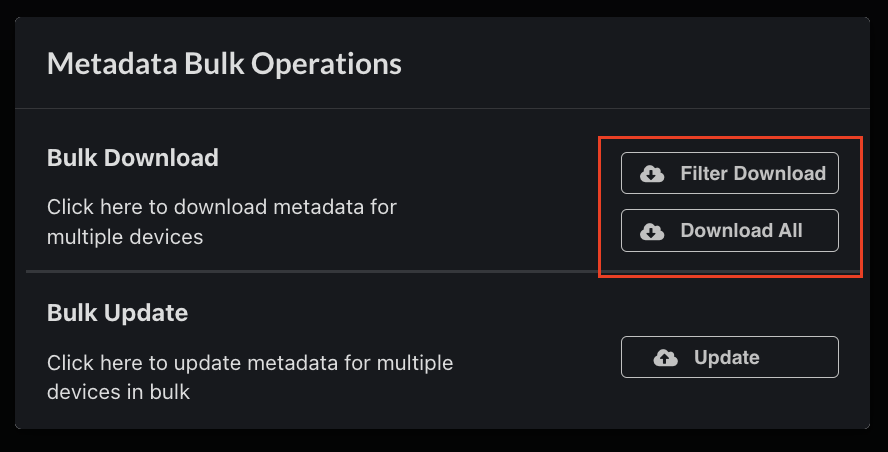 Metadata Bulk Operations
Bulk Download
Click here to download metadata for
multiple devices
Filter Download
Download All
Bulk Update
Click here to update metadata for multiple
devices in bulk
Update